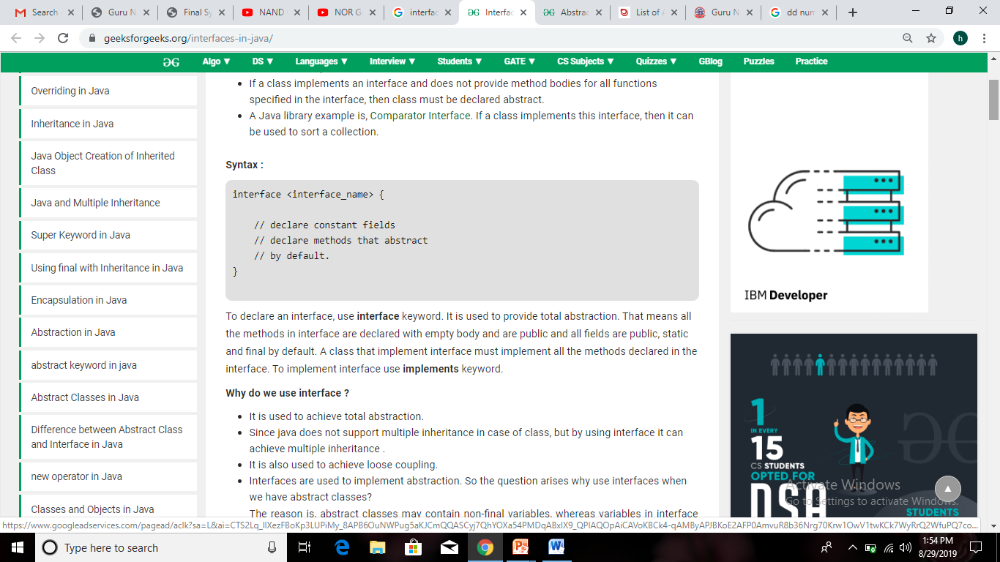 Search
Guru N
Final Sy
NAND
NOR G
interfac
Interfac
Abstrac
List of
Guru N
dd num
geeksforgeeks.org/interfaces-in-java/
h
Algo ▼ DS ▼ Languages ▼ Interview ▼ Students ▼ GATE ▼ CS Subjects ▼ Quizzes ▼ GBlog Puzzles Practice
Overriding in Java
Inheritance in Java
Java Object Creation of Inherited
Class
Java and Multiple Inheritance
Super Keyword in Java
Using final with Inheritance in Java
Encapsulation in Java
Abstraction in Java
abstract keyword in java
Abstract Classes in Java
Difference between Abstract Class
and Interface in Java
new operator in Java
Classes and Objects in Java
• If a class implements an interface and does not provide method bodies for all functions
specified in the interface, then class must be declared abstract.
• A Java library example is, Comparator Interface. If a class implements this interface, then it can
be used to sort a collection.
Syntax :
interface <interface_name> {
// declare constant fields
// declare methods that abstract
// by default.
}
To declare an interface, use interface keyword. It is used to provide total abstraction. That means all
the methods in interface are declared with empty body and are public and all fields are public, static
and final by default. A class that implement interface must implement all the methods declared in the
interface. To implement interface use implements keyword.
Why do we use interface ?
• It is used to achieve total abstraction.
• Since java does not support multiple inheritance in case of class, but by using interface it can
achieve multiple inheritance .
• It is also used to achieve loose coupling.
• Interfaces are used to implement abstraction. So the question arises why use interfaces when
we have abstract classes?
The reason is, abstract classes may contain non-final variables, whereas variables in interface
IBM Developer
1
IN EVERY
15
CS STUDENTS
OPTED FOR
DSA
STUDENTS
Activate Windows
Go to Settings to activate Windows.
Type here to search
1:54 PM
8/29/2019